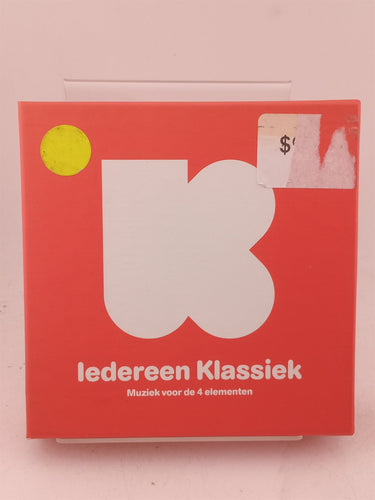 $
K
Iedereen Klassiek
Muziek voor de 4 elementen